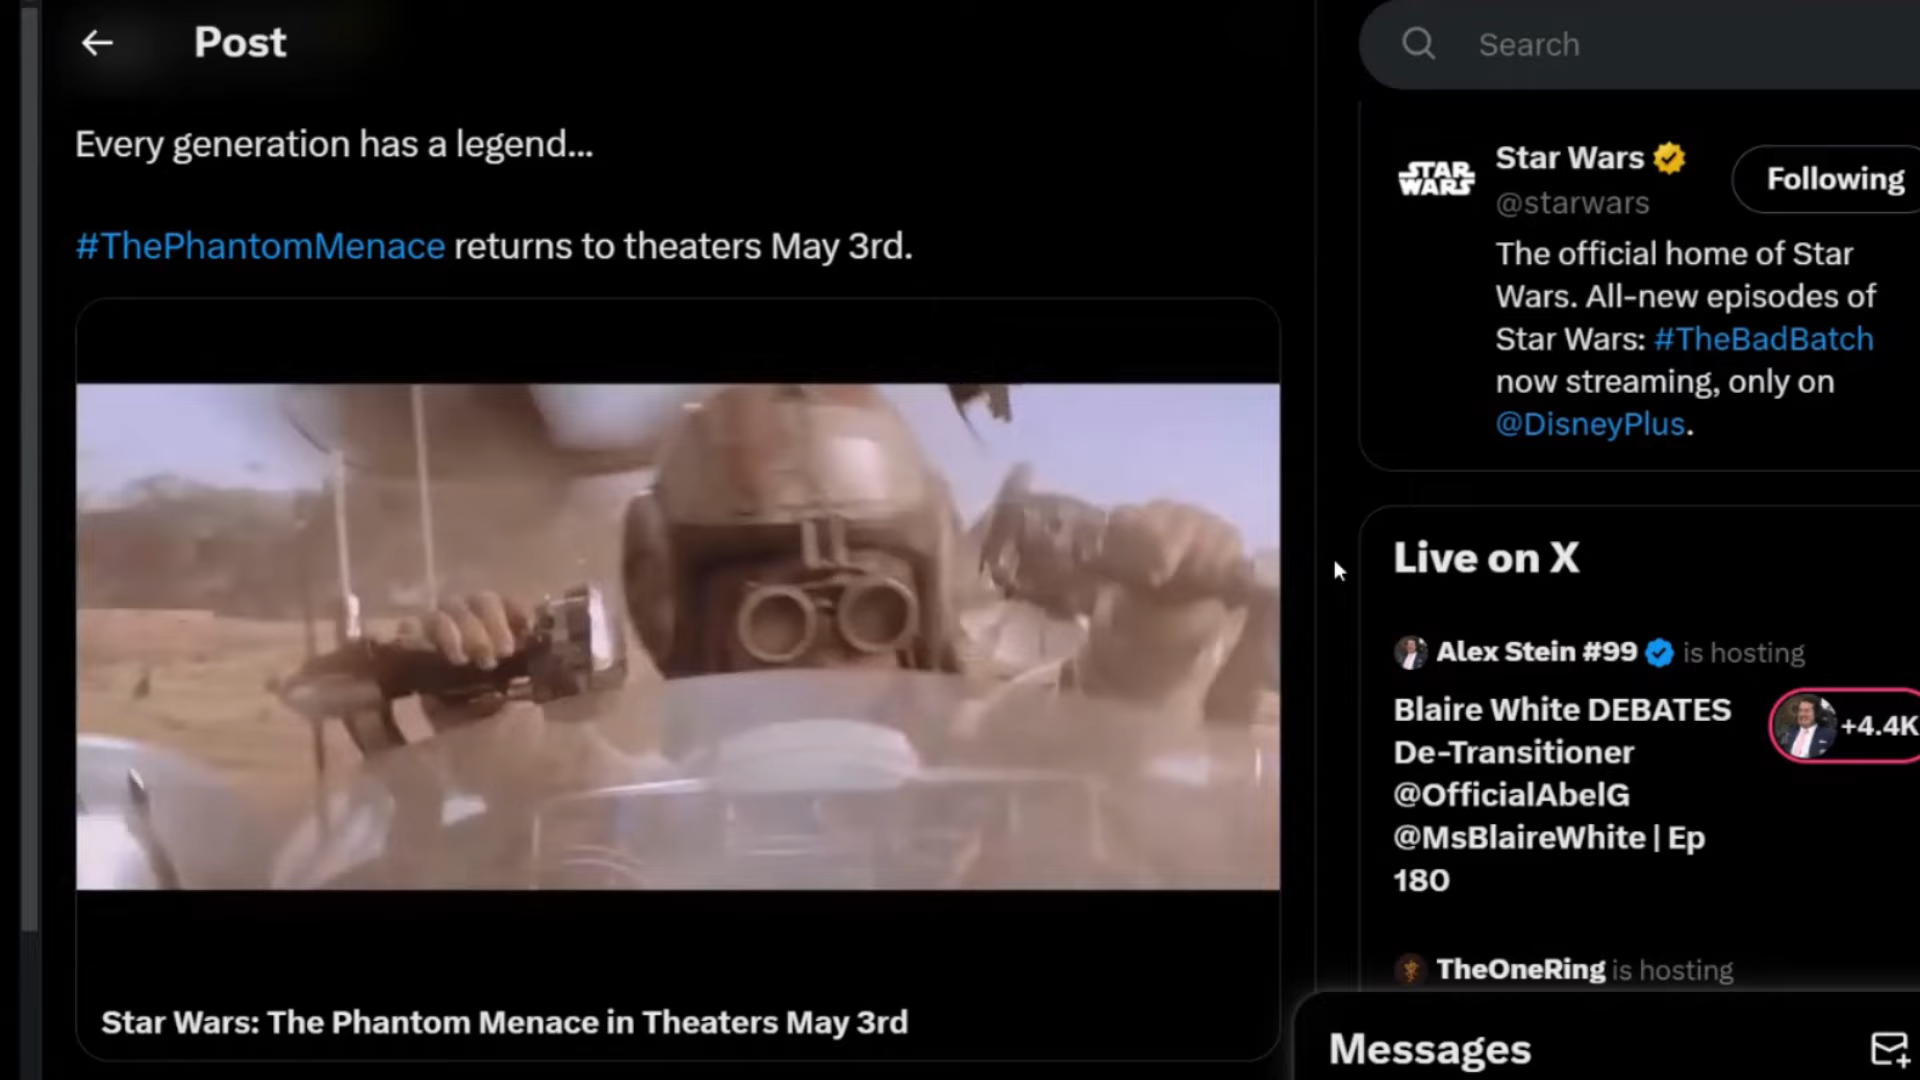 Post
Every generation has a legend...
#ThePhantomMenace returns to theaters May 3rd.
Star Wars: The Phantom Menace in Theaters May 3rd
Search
STAR
WARS
Star Wars
@starwars
Following
The official home of Star
Wars. All-new episodes of
Star Wars: #TheBadBatch
now streaming, only on
@DisneyPlus.
Live on X
Alex Stein #99 is hosting
Blaire White DEBATES
De-Transitioner
@OfficialAbelG
@MsBlaireWhite | Ep
180
+4.4K
TheOneRing is hosting
Messages